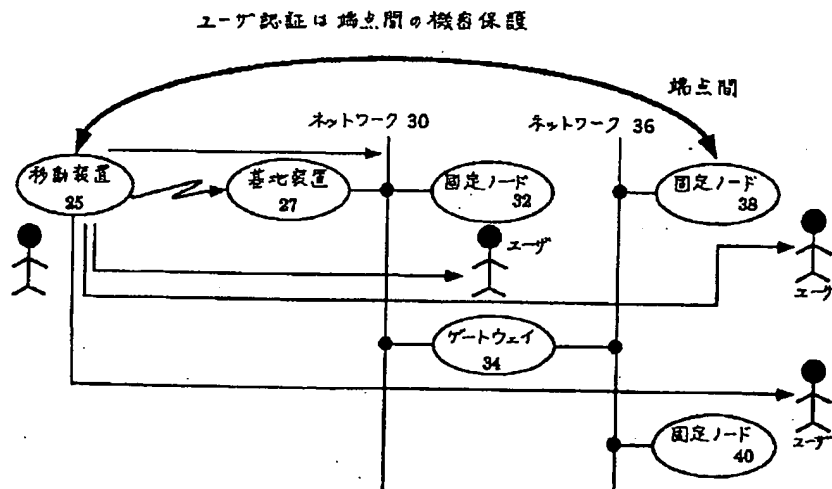 ユーザ認証は端点間の機密保護
端点間
ネットワーク 30
ネットワーク 36
移動装置
25
基地装置
27
固定ノード
32
固定ノード
38
ユーザ
ユーザ
ゲートウェイ
34
ユーザ
固定ノード
40